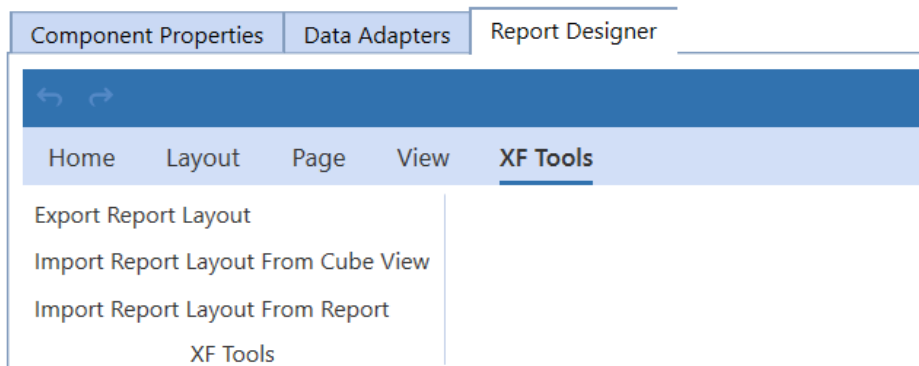 Component Properties Data Adapters Report Designer
Home Layout Page View XF Tools
Export Report Layout
Import Report Layout From Cube View
Import Report Layout From Report
XF Tools